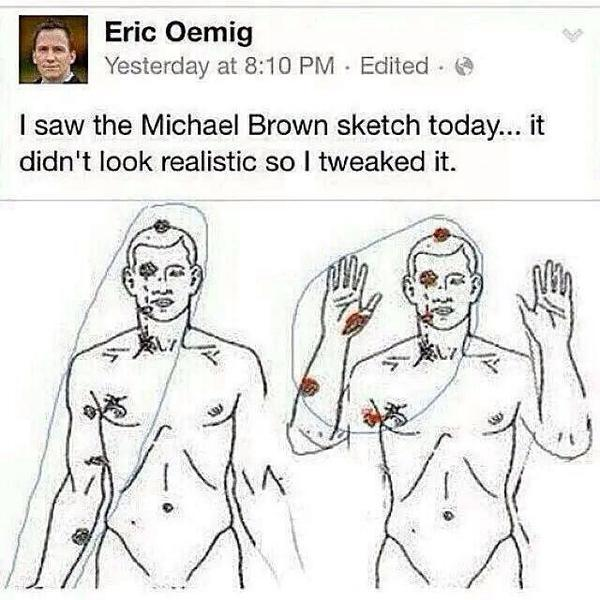 Eric Oemig
Yesterday at 8:10 PM · Edited ·
I saw the Michael Brown sketch today... it
didn't look realistic so I tweaked it.